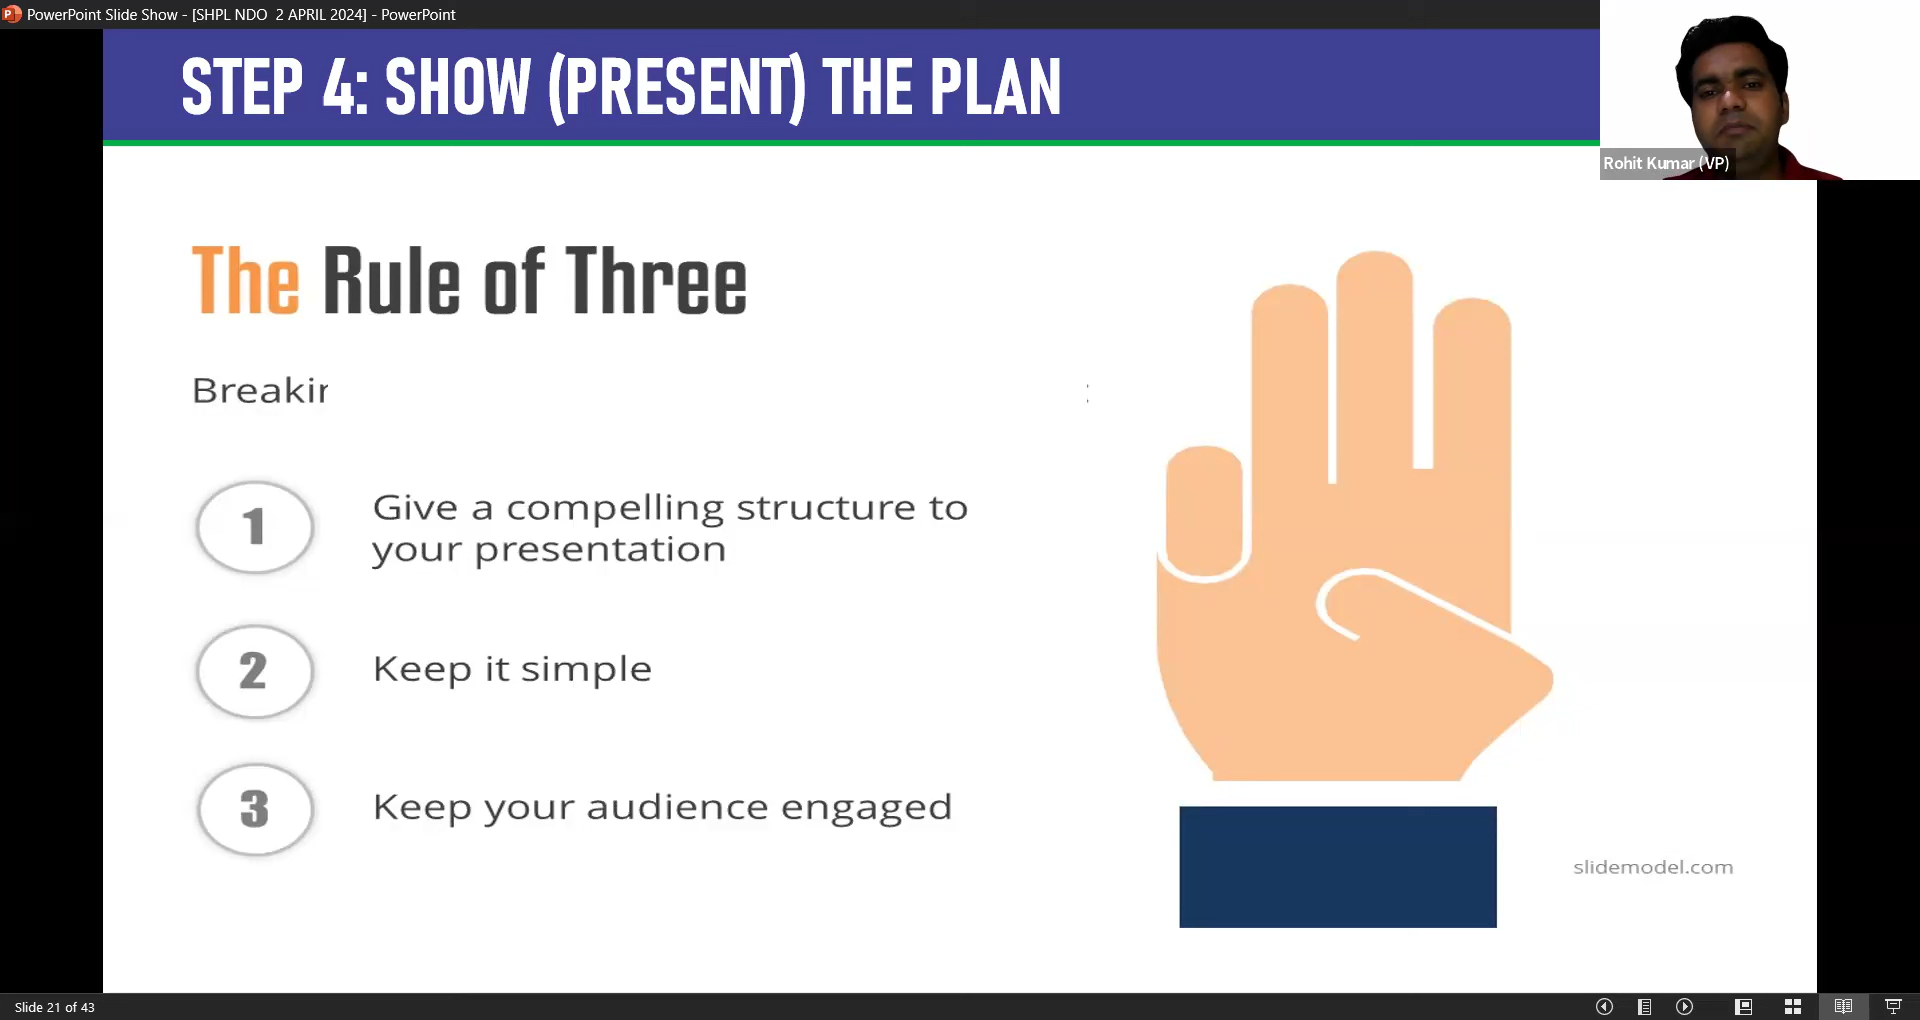 PowerPoint Slide Show - [SHPL NDO  2 APRIL 2024] - PowerPoint
STEP 4: SHOW (PRESENT) THE PLAN
Rohit Kumar (VP)
The Rule of Three
1
Give a compelling structure to
your presentation
2
Keep it simple
3
Keep your audience engaged
slidemodel.com
Slide 21 of 43